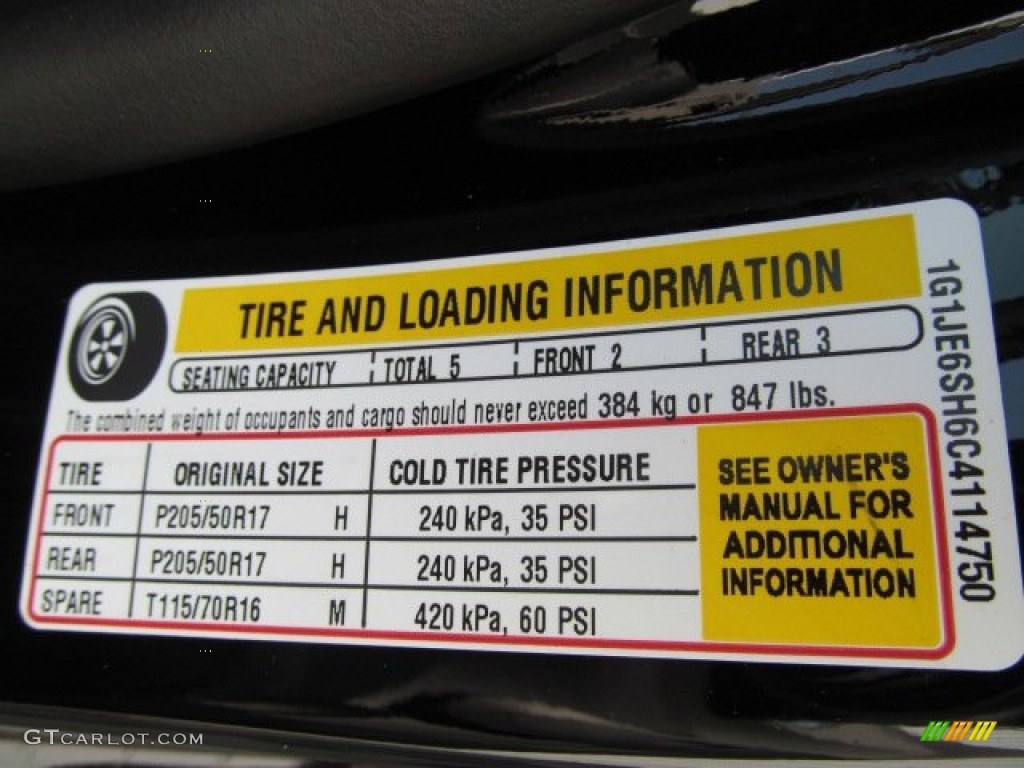 TIRE AND LOADING INFORMATION
SEATING CAPACITY TOTAL 5 FRONT 2 REAR 3
The combined weight of occupants and cargo should never exceed 384 kg or 847 lbs.
TIRE ORIGINAL SIZE COLD TIRE PRESSURE
FRONT P205/50R17 H 240 kPa, 35 PSI
REAR P205/50R17 H 240 kPa, 35 PSI
SPARE T115/70R16 M 420 kPa, 60 PSI
SEE OWNER'S
MANUAL FOR
ADDITIONAL
INFORMATION
1G1JE6SH6C4114750
GTCARLOT.COM